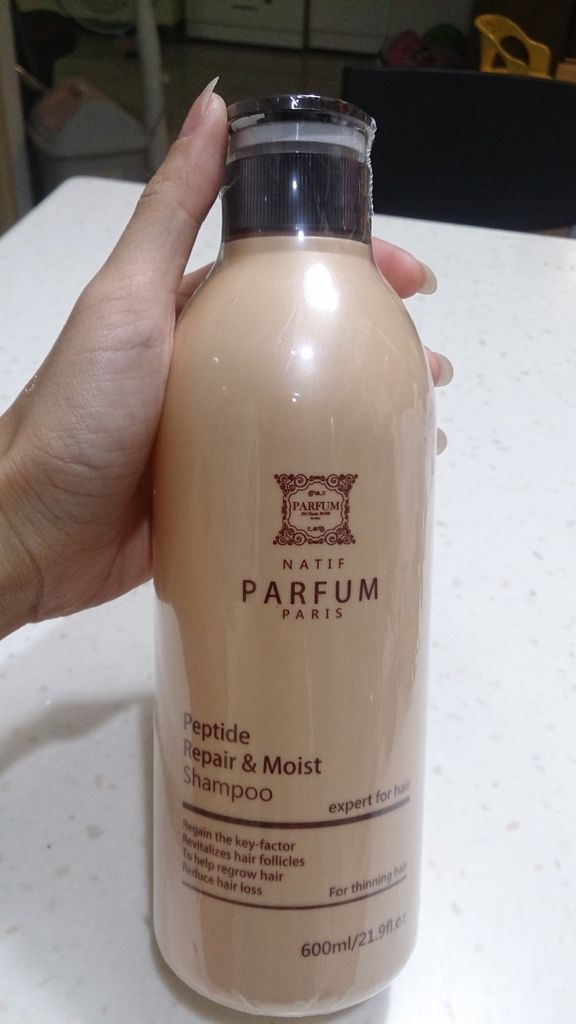 PARFUM
NATIF
PARFUM
PARIS
Peptide
Repair & Moist
Shampoo
expert for hair
Regain the key-factor
Revitalizes hair follicles
To help regrow hair
Reduce hair loss
For thinning hair
600ml/21.9fl.oz